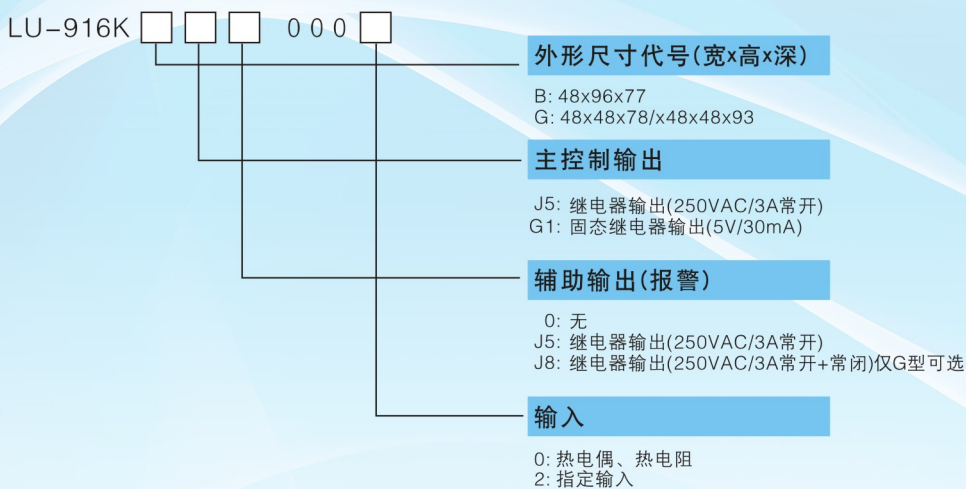 LU-916K □ □ □ 0 0 0 □
外形尺寸代号(宽x高x深)
B: 48x96x77
G: 48x48x78/x48x48x93
主控制输出
J5: 继电器输出(250VAC/3A常开)
G1: 固态继电器输出(5V/30mA)
辅助输出(报警)
0: 无
J5: 继电器输出(250VAC/3A常开)
J8: 继电器输出(250VAC/3A常开+常闭)仅G型可选
输入
0: 热电偶、热电阻
2: 指定输入